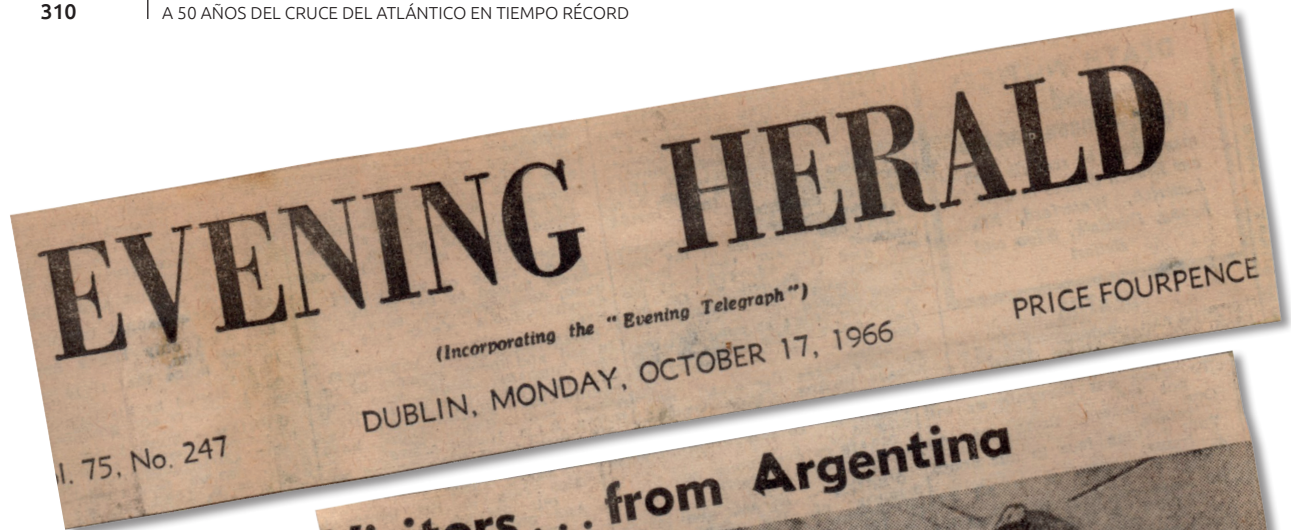 310 A 50 AÑOS DEL CRUCE DEL ATLÁNTICO EN TIEMPO RÉCORD
EVENING HERALD
(Incorporating the "Evening Telegraph")
75, No. 247 DUBLIN, MONDAY, OCTOBER 17, 1966 PRICE FOURPENCE
... from Argentina